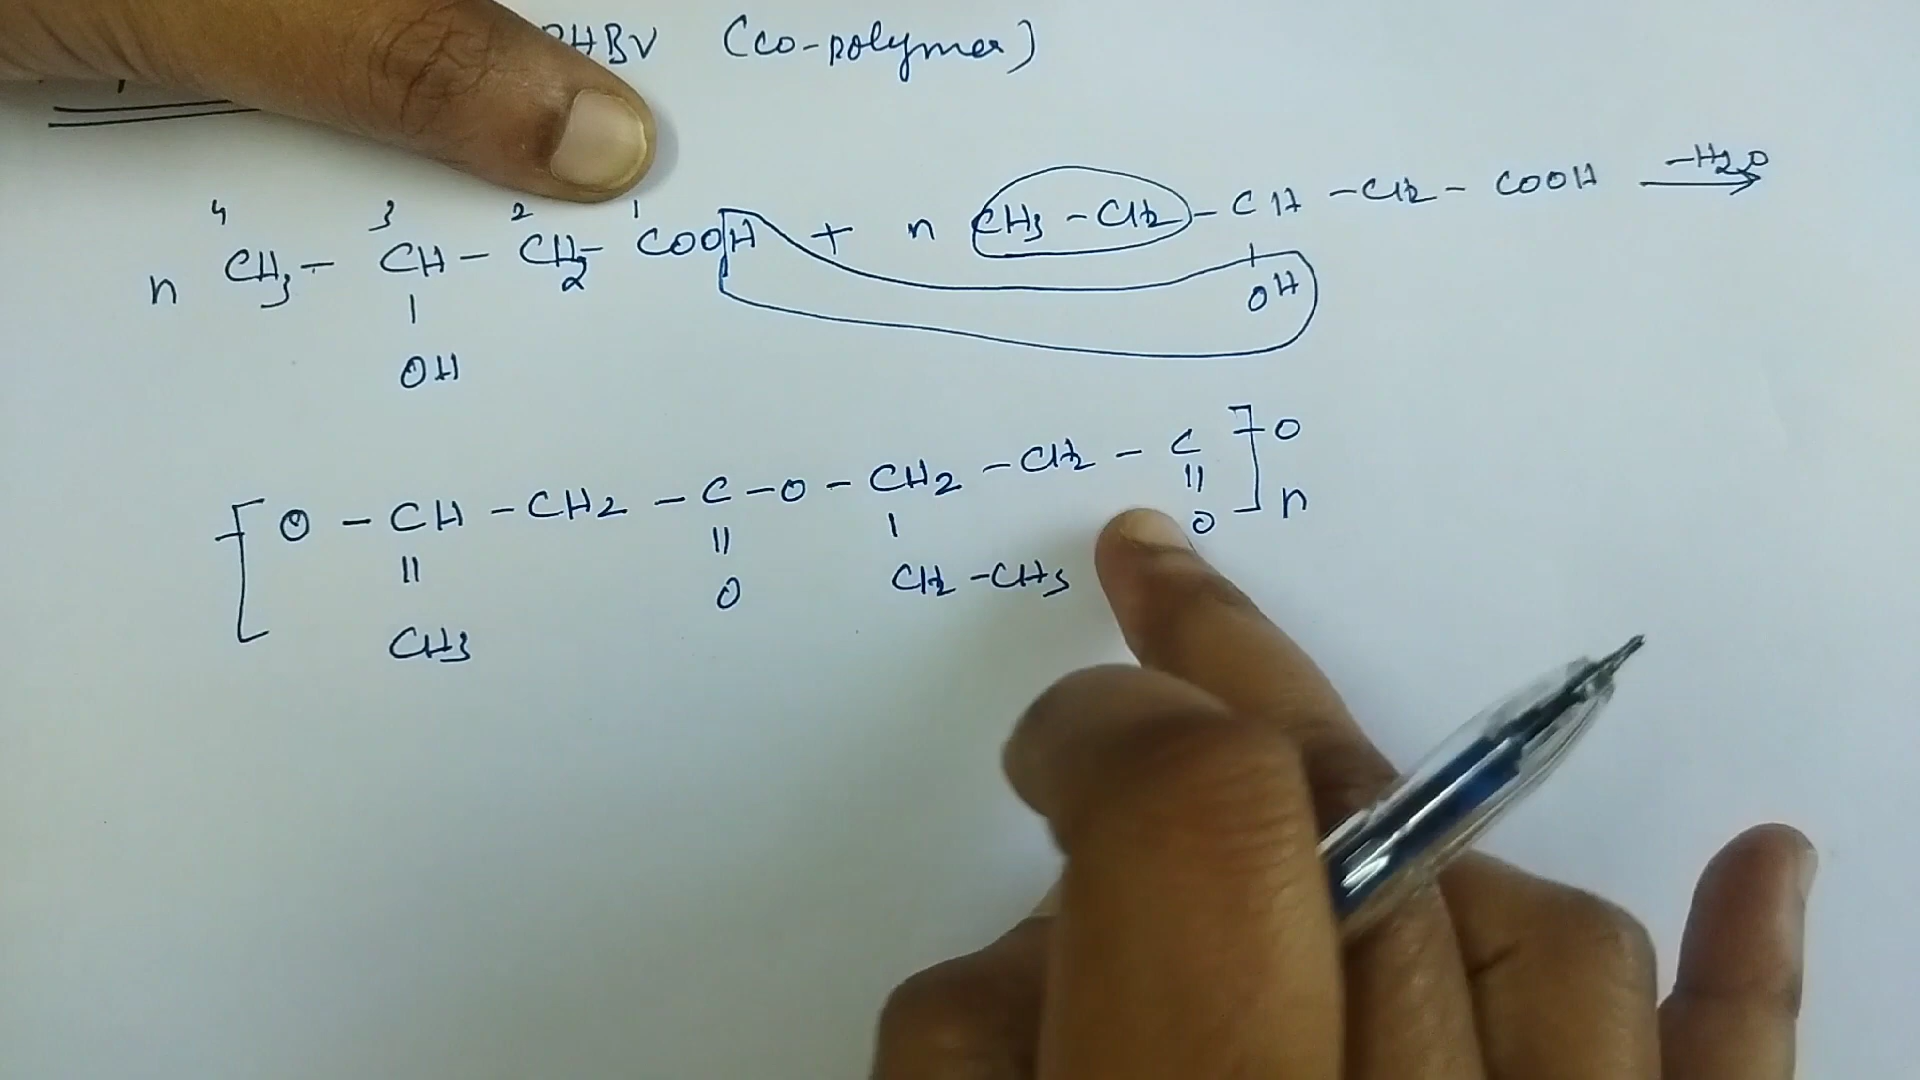 PHBV (co-polymer)
4 3 2 1
n CH3 - CH - CH2 - COOH + n CH3 - CH2 - CH - CH2 - COOH -H2O →
OH OH
[ O - CH - CH2 - C - O - CH2 - CH2 - C ] O
|| || | || n
CH3 O CH2 - CH3 O